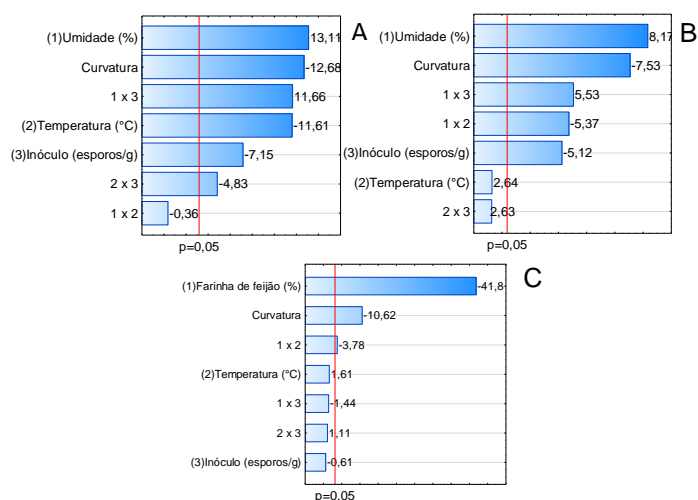 A
(1)Umidade (%) 13,11
Curvatura -12,68
1 x 3 11,66
(2)Temperatura (°C) -11,61
(3)Inóculo (esporos/g) -7,15
2 x 3 -4,83
1 x 2 -0,36
p=0,05
B
(1)Umidade (%) 8,17
Curvatura -7,53
1 x 3 5,53
1 x 2 -5,37
(3)Inóculo (esporos/g) -5,12
(2)Temperatura (°C) 2,64
2 x 3 2,63
p=0,05
C
(1)Farinha de feijão (%) -41,8
Curvatura -10,62
1 x 2 -3,78
(2)Temperatura (°C) 1,61
1 x 3 -1,44
2 x 3 1,11
(3)Inóculo (esporos/g) -0,61
p=0,05